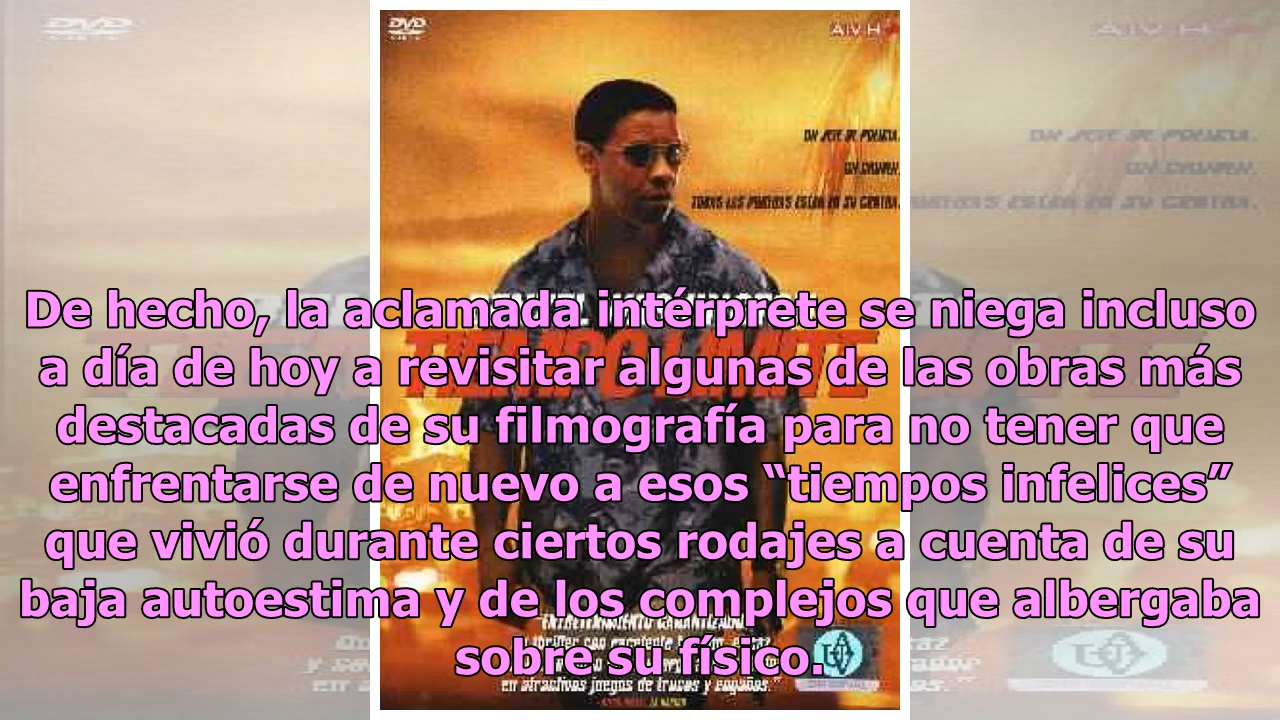 DVD
AVH
UN JEFE DE POLICIA.
UN CRIMEN.
TODAS LAS PRUEBAS ESTAN EN SU CONTRA.
De hecho, la aclamada intérprete se niega incluso
a día de hoy a revisitar algunas de las obras más
TIEMPO LIMITE
destacadas de su filmografía para no tener que
enfrentarse de nuevo a esos “tiempos infelices”
que vivió durante ciertos rodajes a cuenta de su
baja autoestima y de los complejos que albergaba
sobre su físico.
en atractivos juegos de trucos y engaños."